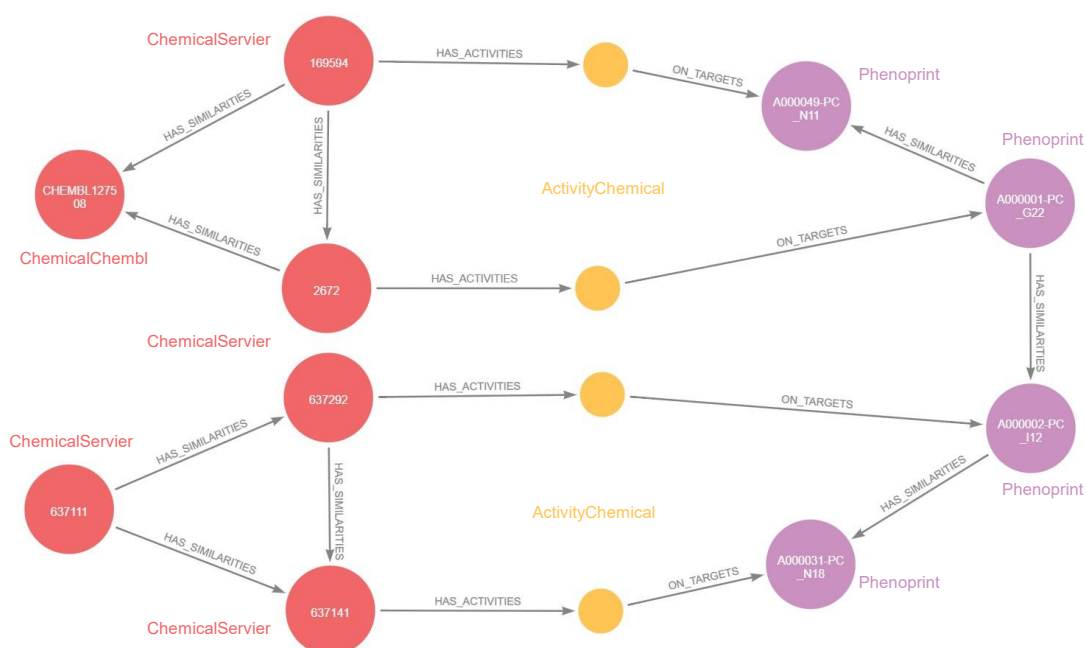 ChemicalServier
169594
HAS_ACTIVITIES
ON_TARGETS
Phenoprint
A000049-PC
_N11
HAS_SIMILARITIES
HAS_SIMILARITIES
HAS_SIMILARITIES
Phenoprint
CHEMBL1275
08
ActivityChemical
A000001-PC
_G22
HAS_SIMILARITIES
ON_TARGETS
ChemicalChembl
2672
HAS_ACTIVITIES
HAS_SIMILARITIES
ChemicalServier
637292
HAS_ACTIVITIES
ON_TARGETS
A000002-PC
_I12
ChemicalServier
HAS_SIMILARITIES
HAS_SIMILARITIES
HAS_SIMILARITIES
Phenoprint
637111
ActivityChemical
HAS_SIMILARITIES
A000031-PC
_N18
ON_TARGETS
Phenoprint
637141
HAS_ACTIVITIES
ChemicalServier